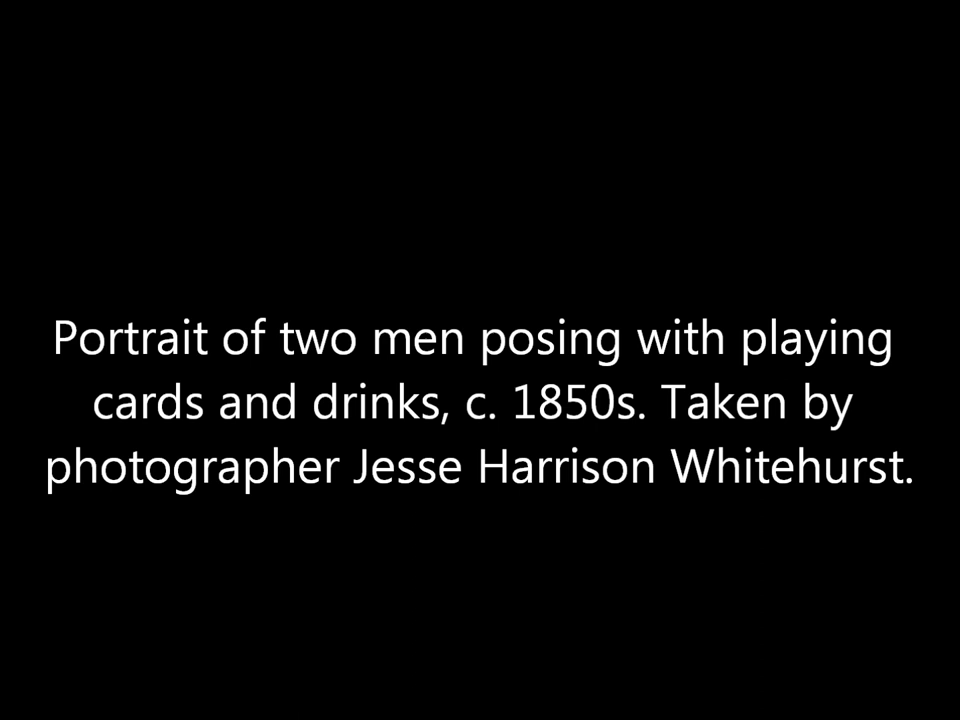 Portrait of two men posing with playing
cards and drinks, c. 1850s. Taken by
photographer Jesse Harrison Whitehurst.